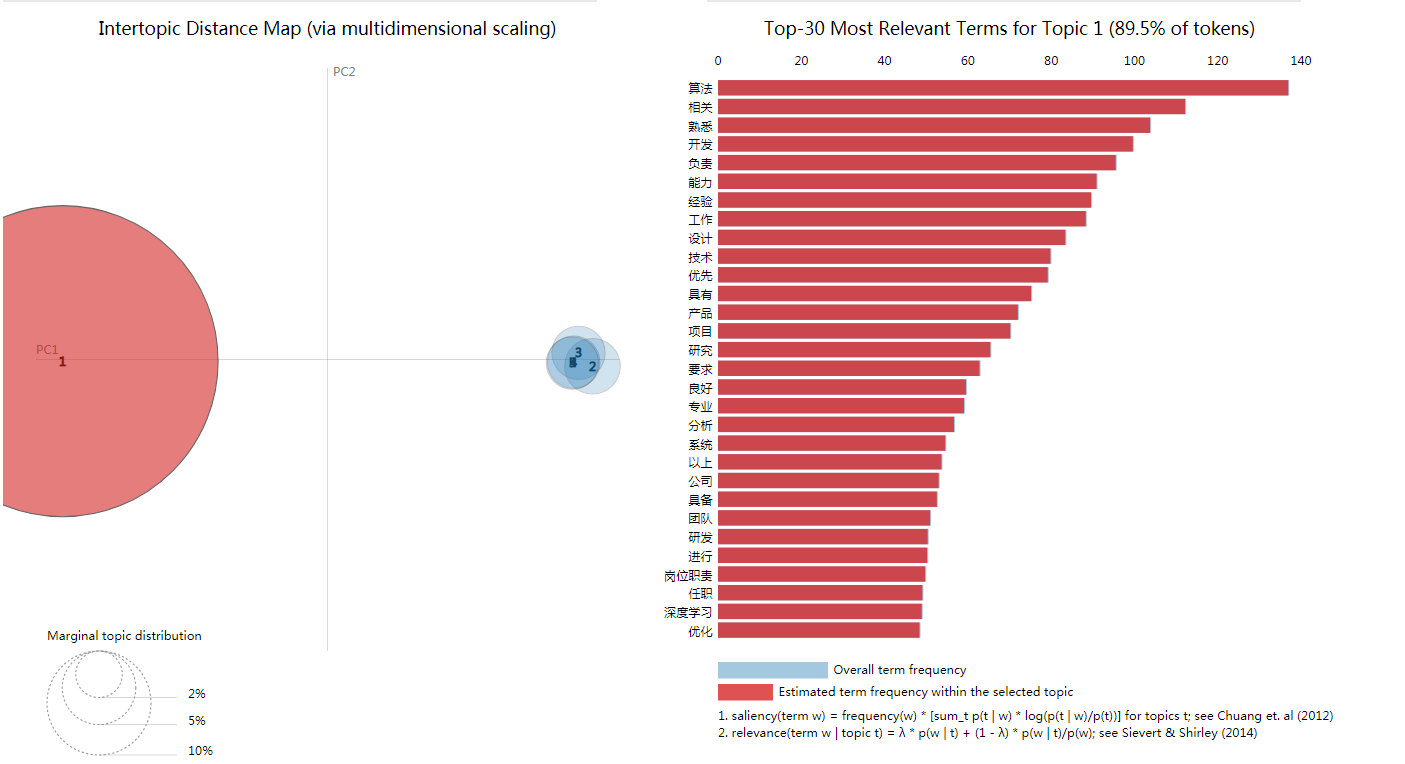 Intertopic Distance Map (via multidimensional scaling)
PC2
PC1
1
3
2
Marginal topic distribution
2%
5%
10%
Top-30 Most Relevant Terms for Topic 1 (89.5% of tokens)
0 20 40 60 80 100 120 140
算法
相关
熟悉
开发
负责
能力
经验
工作
设计
技术
优先
具有
产品
项目
研究
要求
良好
专业
分析
系统
以上
公司
具备
团队
研发
进行
岗位职责
任职
深度学习
优化
Overall term frequency
Estimated term frequency within the selected topic
1. saliency(term w) = frequency(w) * [sum_t p(t | w) * log(p(t | w)/p(t))] for topics t; see Chuang et. al (2012)
2. relevance(term w | topic t) = λ * p(w | t) + (1 - λ) * p(w | t)/p(w); see Sievert & Shirley (2014)